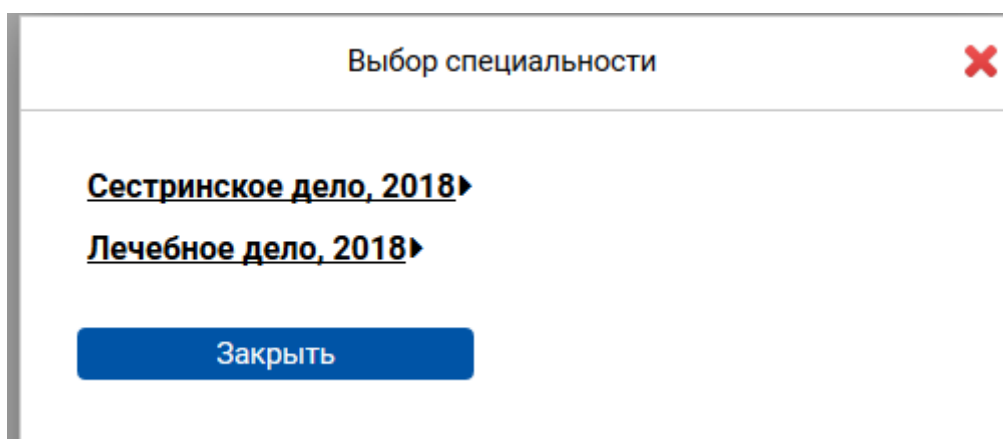 Выбор специальности
Сестринское дело, 2018
Лечебное дело, 2018
Закрыть